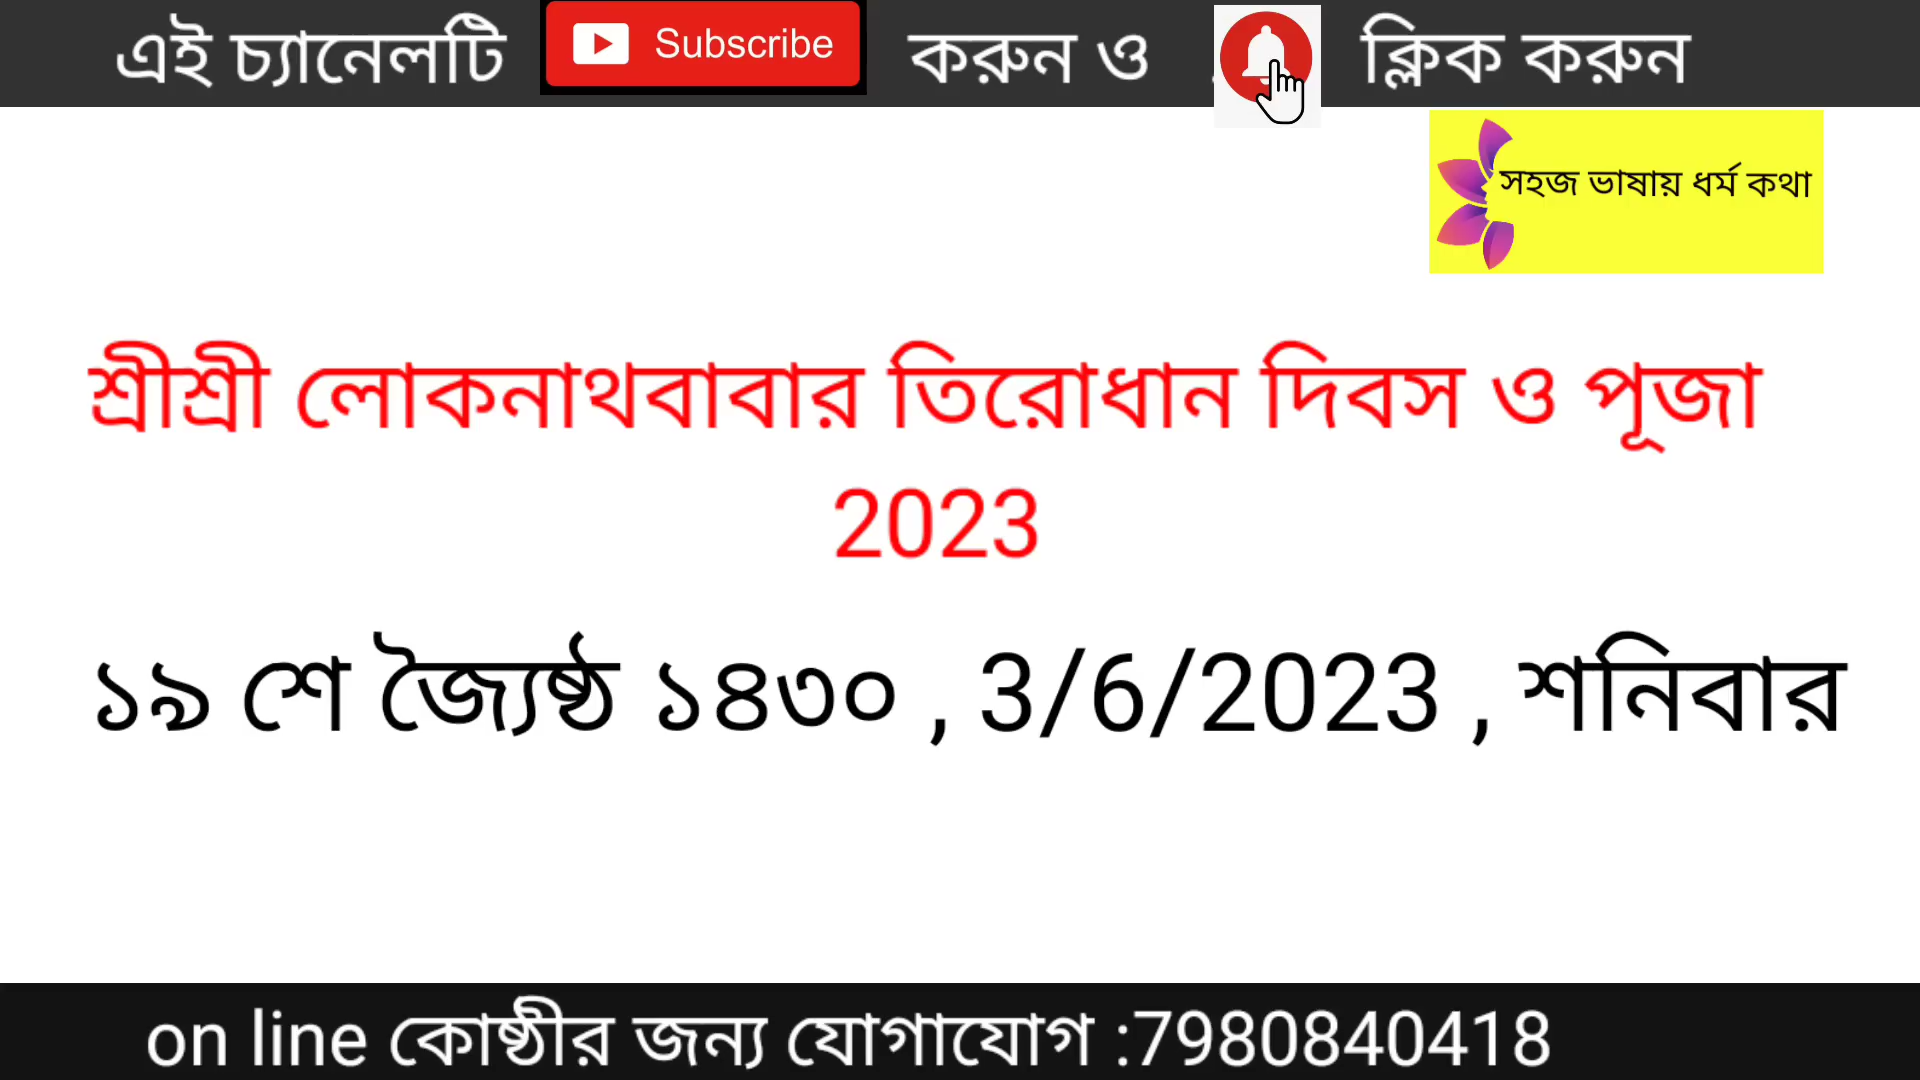 এই চ্যানেলটি Subscribe করুন ও ক্লিক করুন
সহজ ভাষায় ধর্ম কথা
শ্রীশ্রী লোকনাথবাবার তিরোধান দিবস ও পূজা
2023
১৯ শে জ্যৈষ্ঠ ১৪৩০ , 3/6/2023 , শনিবার
on line কোষ্ঠীর জন্য যোগাযোগ :7980840418